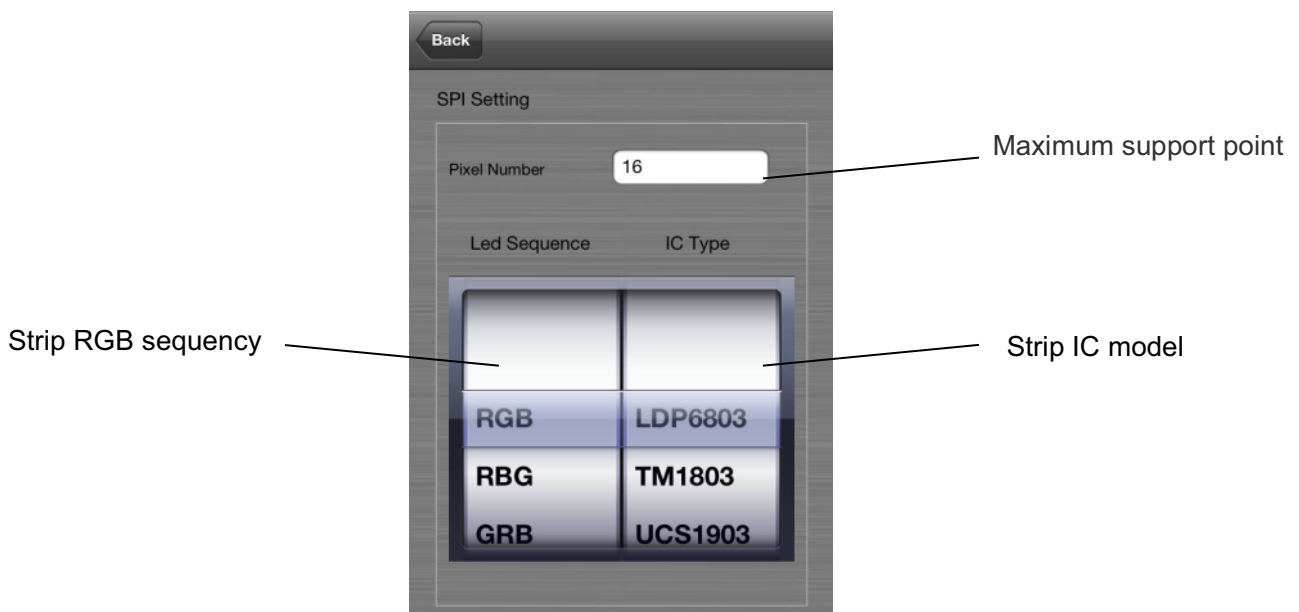 Back
SPI Setting
Pixel Number 16
Maximum support point
Led Sequence IC Type
Strip RGB sequency
Strip IC model
RGB LDP6803
RBG TM1803
GRB UCS1903